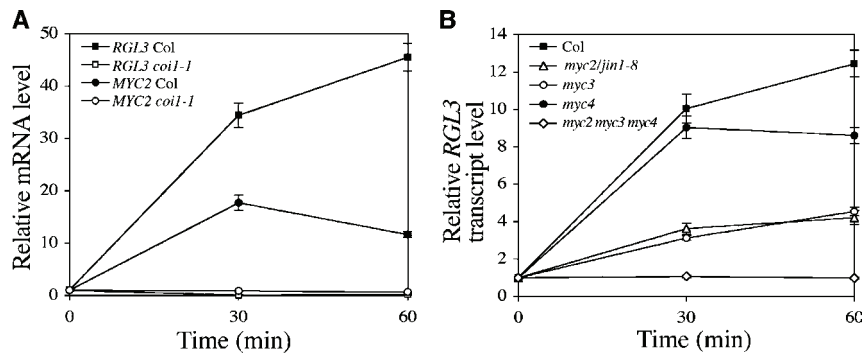 A
Relative mRNA level
50
40
30
20
10
0
RGL3 Col
RGL3 coi1-1
MYC2 Col
MYC2 coi1-1
0
30
60
Time (min)
B
Relative RGL3
transcript level
14
12
10
8
6
4
2
0
Col
myc2/jin1-8
myc3
myc4
myc2 myc3 myc4
0
30
60
Time (min)